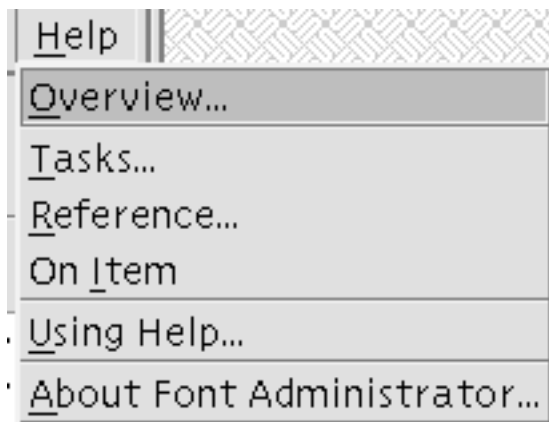 Help
Overview...
Tasks...
Reference...
On Item
Using Help...
About Font Administrator...